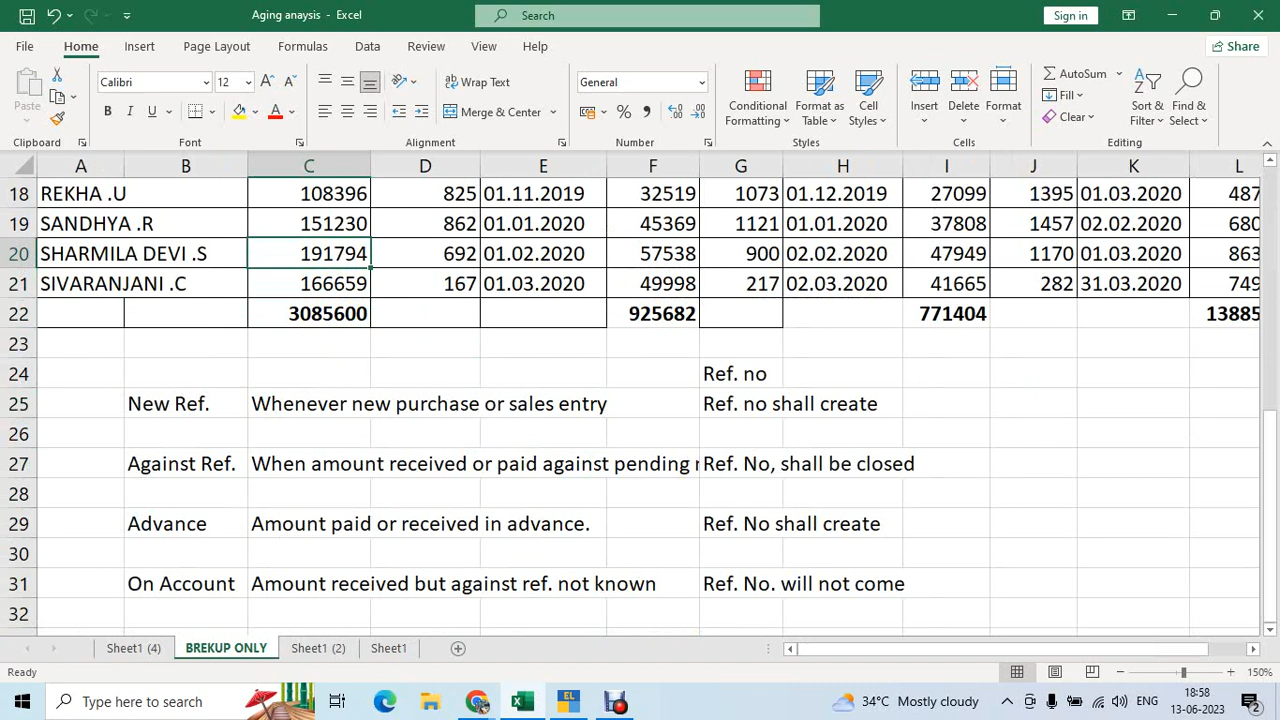 Aging anaysis - Excel
Search
Sign in
File Home Insert Page Layout Formulas Data Review View Help
Share
Paste
Calibri 12
Wrap Text
General
AutoSum
B I U
Merge & Center
Conditional Formatting
Format as Table
Cell Styles
Insert Delete Format
Fill
Clear
Sort & Filter
Find & Select
Clipboard Font Alignment Number Styles Cells Editing
A B C D E F G H I J K L
18 REKHA .U 108396 825 01.11.2019 32519 1073 01.12.2019 27099 1395 01.03.2020 487
19 SANDHYA .R 151230 862 01.01.2020 45369 1121 01.01.2020 37808 1457 02.02.2020 680
20 SHARMILA DEVI .S 191794 692 01.02.2020 57538 900 02.02.2020 47949 1170 01.03.2020 863
21 SIVARANJANI .C 166659 167 01.03.2020 49998 217 02.03.2020 41665 282 31.03.2020 749
22 3085600 925682 771404 13885
23
24 Ref. no
25 New Ref. Whenever new purchase or sales entry Ref. no shall create
26
27 Against Ref. When amount received or paid against pending r Ref. No, shall be closed
28
29 Advance Amount paid or received in advance. Ref. No shall create
30
31 On Account Amount received but against ref. not known Ref. No. will not come
32
Sheet1 (4) BREKUP ONLY Sheet1 (2) Sheet1
Ready
150%
Type here to search
34°C Mostly cloudly
ENG
18:58
13-06-2023
2